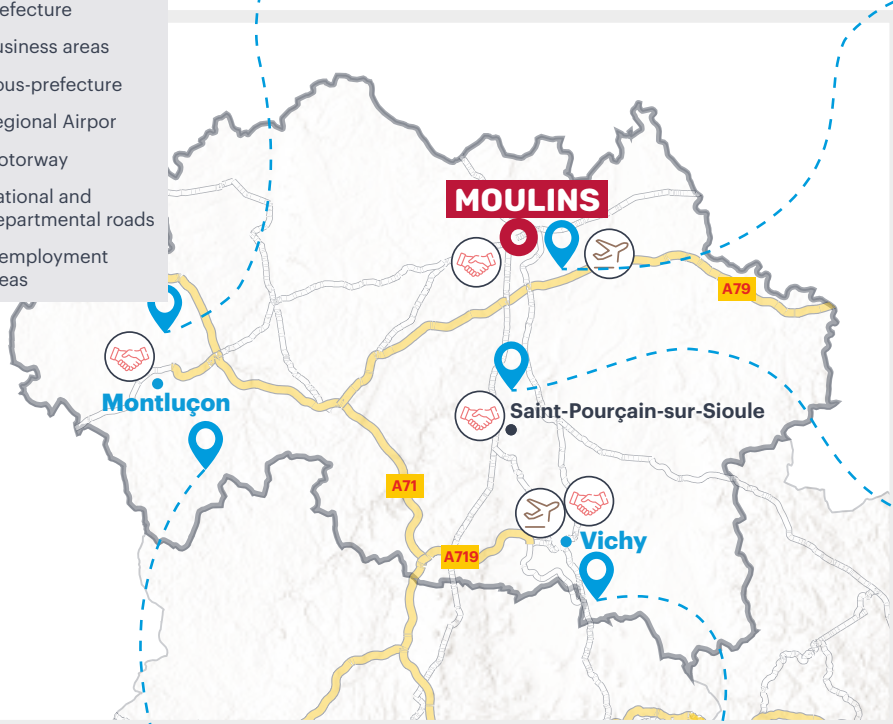 efecture
usiness areas
ous-prefecture
egional Airpor
otorway
ational and
epartmental roads
employment
eas
MOULINS
A79
Montluçon
Saint-Pourçain-sur-Sioule
A71
Vichy
A719